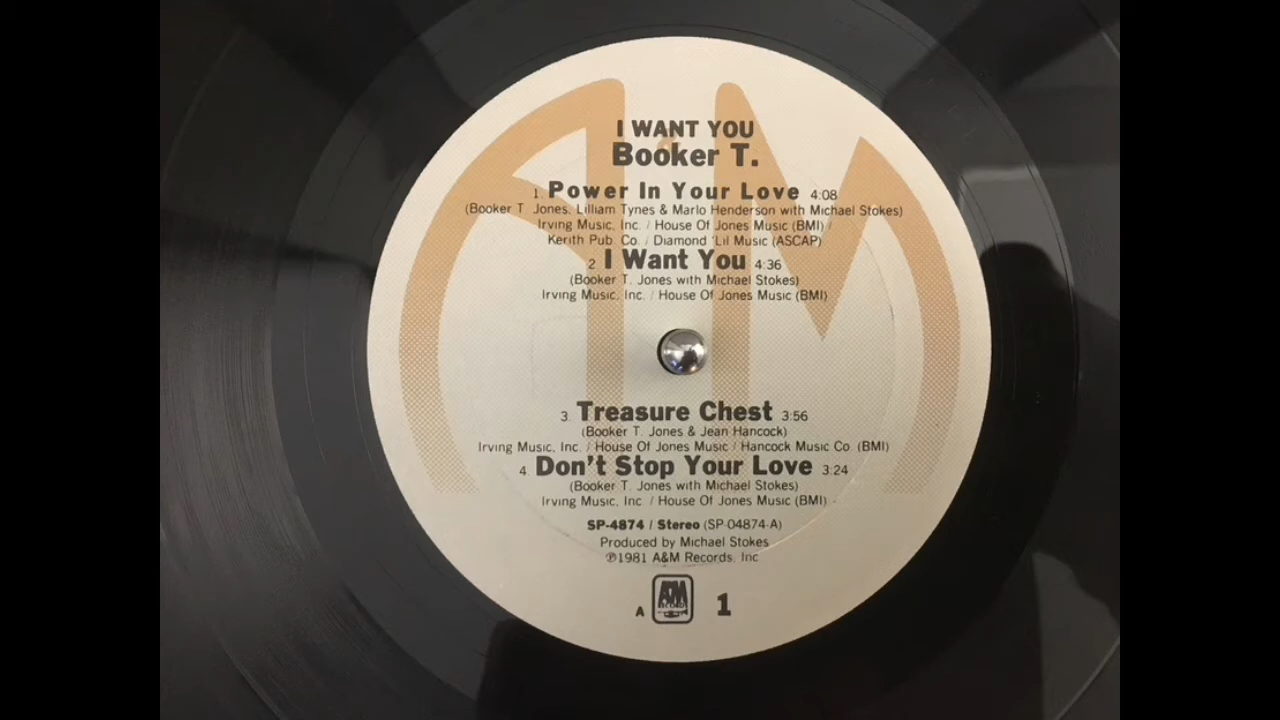 I WANT YOU
Booker T.
1. Power In Your Love 4:08
(Booker T. Jones, Lilliam Tynes & Marlo Henderson with Michael Stokes)
Irving Music, Inc. / House Of Jones Music (BMI)
Kerith Pub. Co. / Diamond 'Lil Music (ASCAP)
2. I Want You 4:36
(Booker T. Jones with Michael Stokes)
Irving Music, Inc. / House Of Jones Music (BMI)
3. Treasure Chest 3:56
(Booker T. Jones & Jean Hancock)
Irving Music, Inc. / House Of Jones Music / Hancock Music Co. (BMI)
4. Don't Stop Your Love 3:24
(Booker T. Jones with Michael Stokes)
Irving Music, Inc. / House Of Jones Music (BMI)
SP-4874 / Stereo (SP-04874-A)
Produced by Michael Stokes
℗1981 A&M Records, Inc
A A&M RECORDS 1